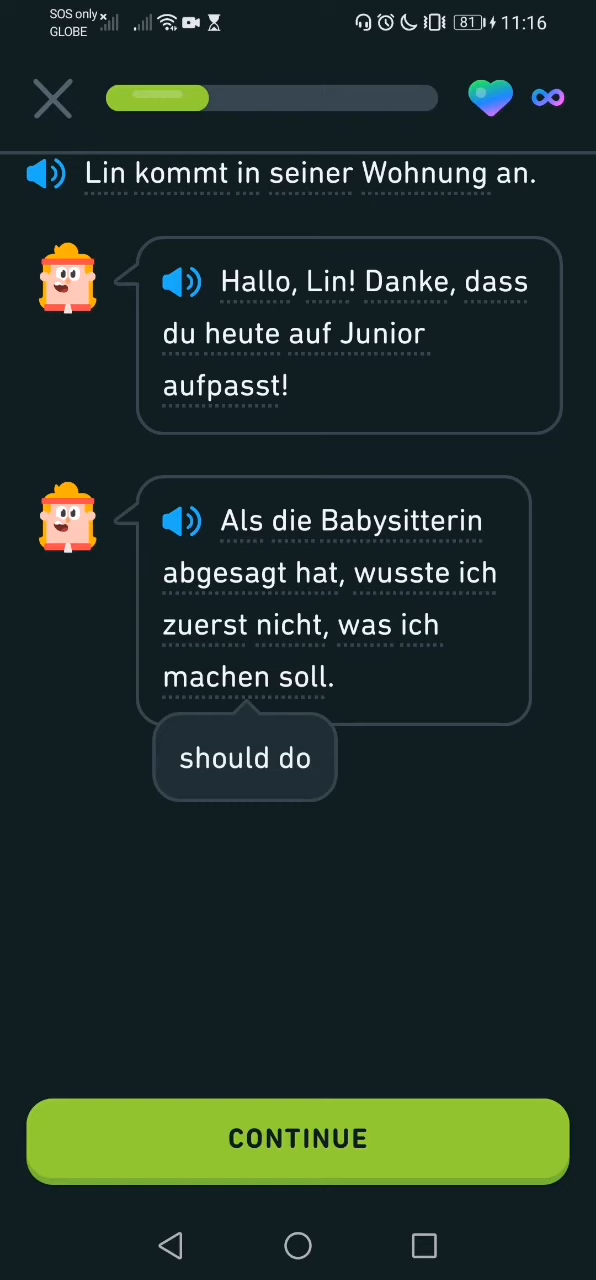 SOS only
GLOBE
81
11:16
Lin kommt in seiner Wohnung an.
Hallo, Lin! Danke, dass
du heute auf Junior
aufpasst!
Als die Babysitterin
abgesagt hat, wusste ich
zuerst nicht, was ich
machen soll.
should do
CONTINUE